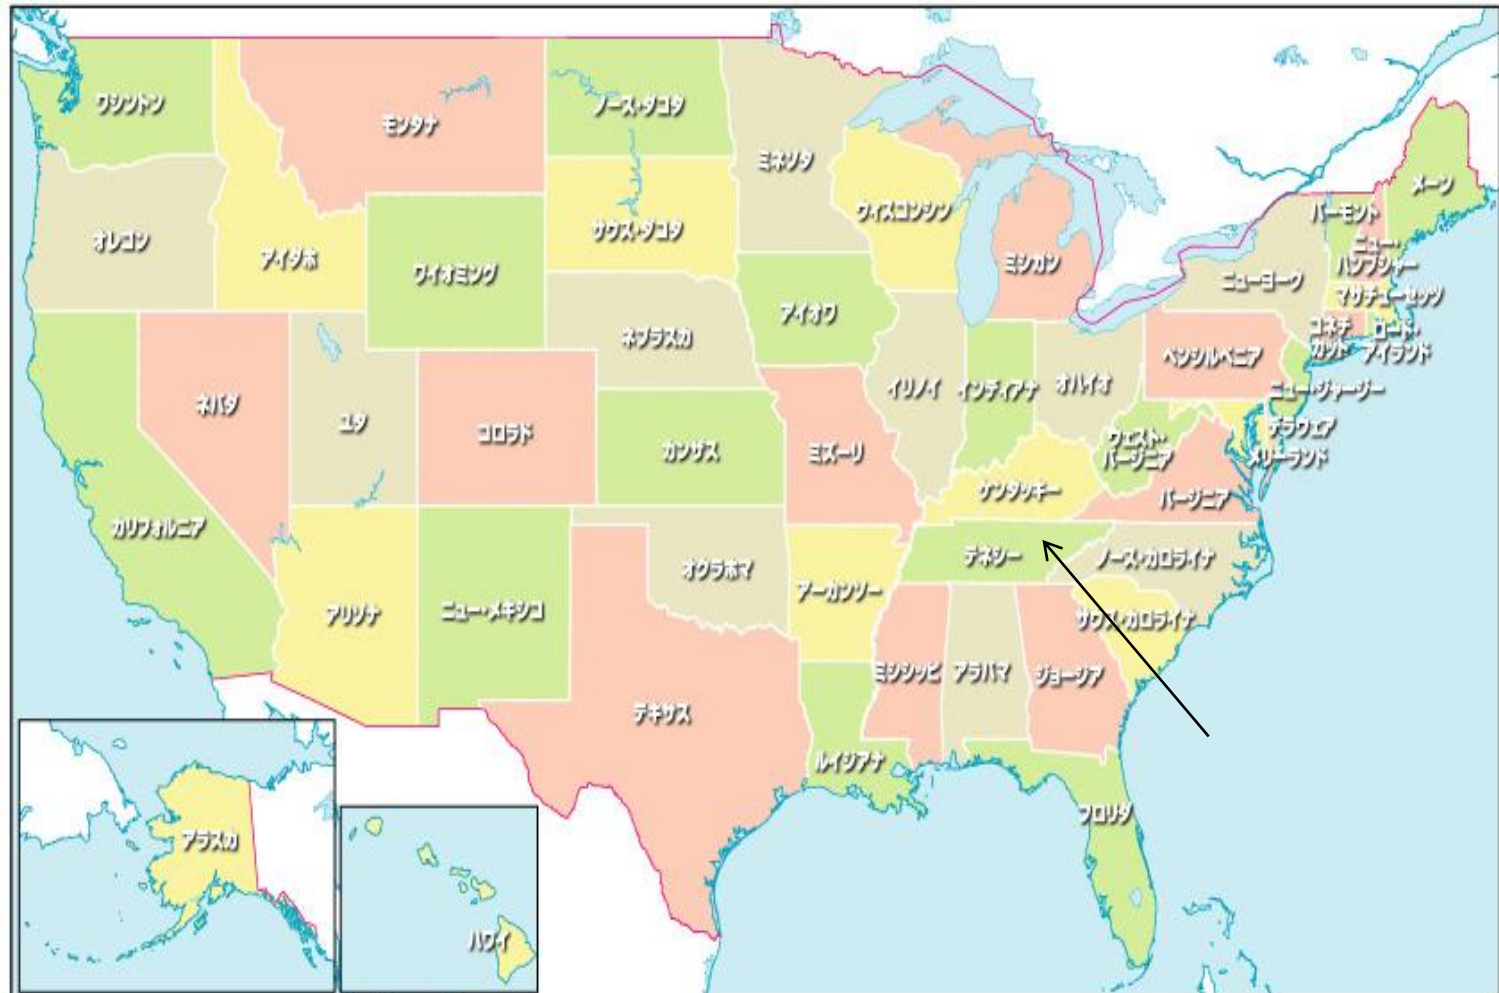 ワシントン
モンタナ
ノース・ダコタ
ミネソタ
メーン
オレゴン
アイダホ
ワイオミング
サウス・ダコタ
ウィスコンシン
ミシガン
バーモント
ニュー・
ハンプシャー
ニューヨーク
マサチューセッツ
ネブラスカ
アイオワ
コネチ
カット
ロード・
アイランド
ペンシルベニア
ネバダ
ユタ
コロラド
カンザス
ミズーリ
イリノイ
インディアナ
オハイオ
ニュー・ジャージー
デラウェア
メリーランド
ウェスト・
バージニア
バージニア
ケンタッキー
カリフォルニア
アリゾナ
ニュー・メキシコ
オクラホマ
アーカンソー
テネシー
ノース・カロライナ
サウス・カロライナ
テキサス
ルイジアナ
ミシシッピ
アラバマ
ジョージア
フロリダ
アラスカ
ハワイ